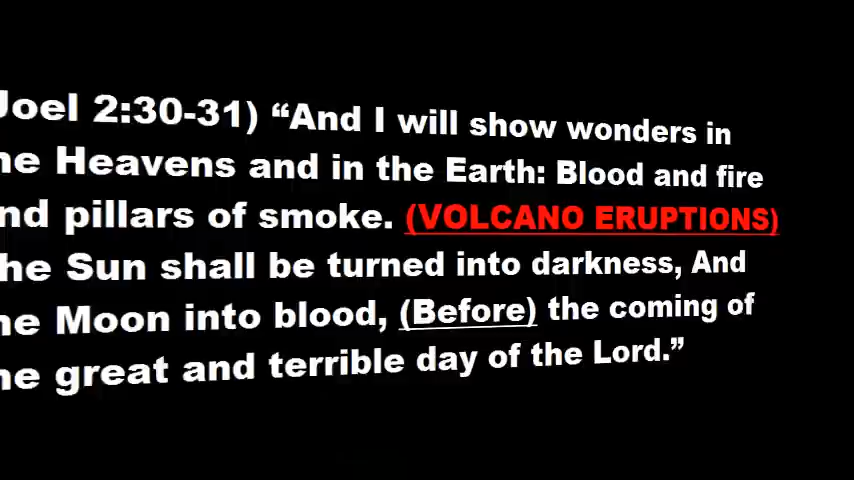 Joel 2:30-31) “And I will show wonders in
he Heavens and in the Earth: Blood and fire
nd pillars of smoke. (VOLCANO ERUPTIONS)
he Sun shall be turned into darkness, And
he Moon into blood, (Before) the coming of
he great and terrible day of the Lord.”